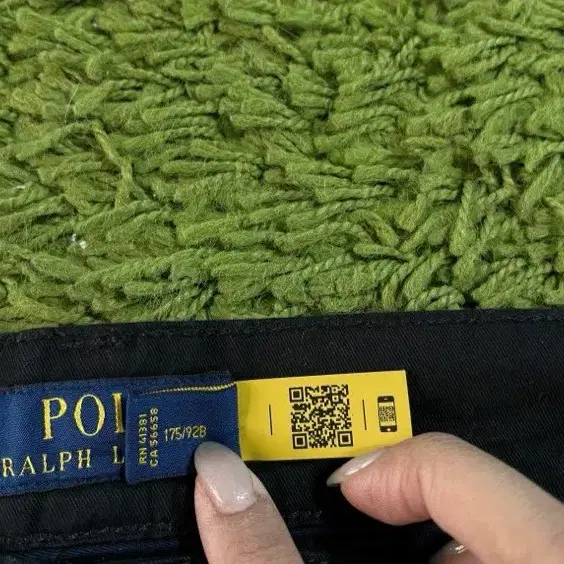 POL
RALPH L
RN 41381
CA 56658
175/92B